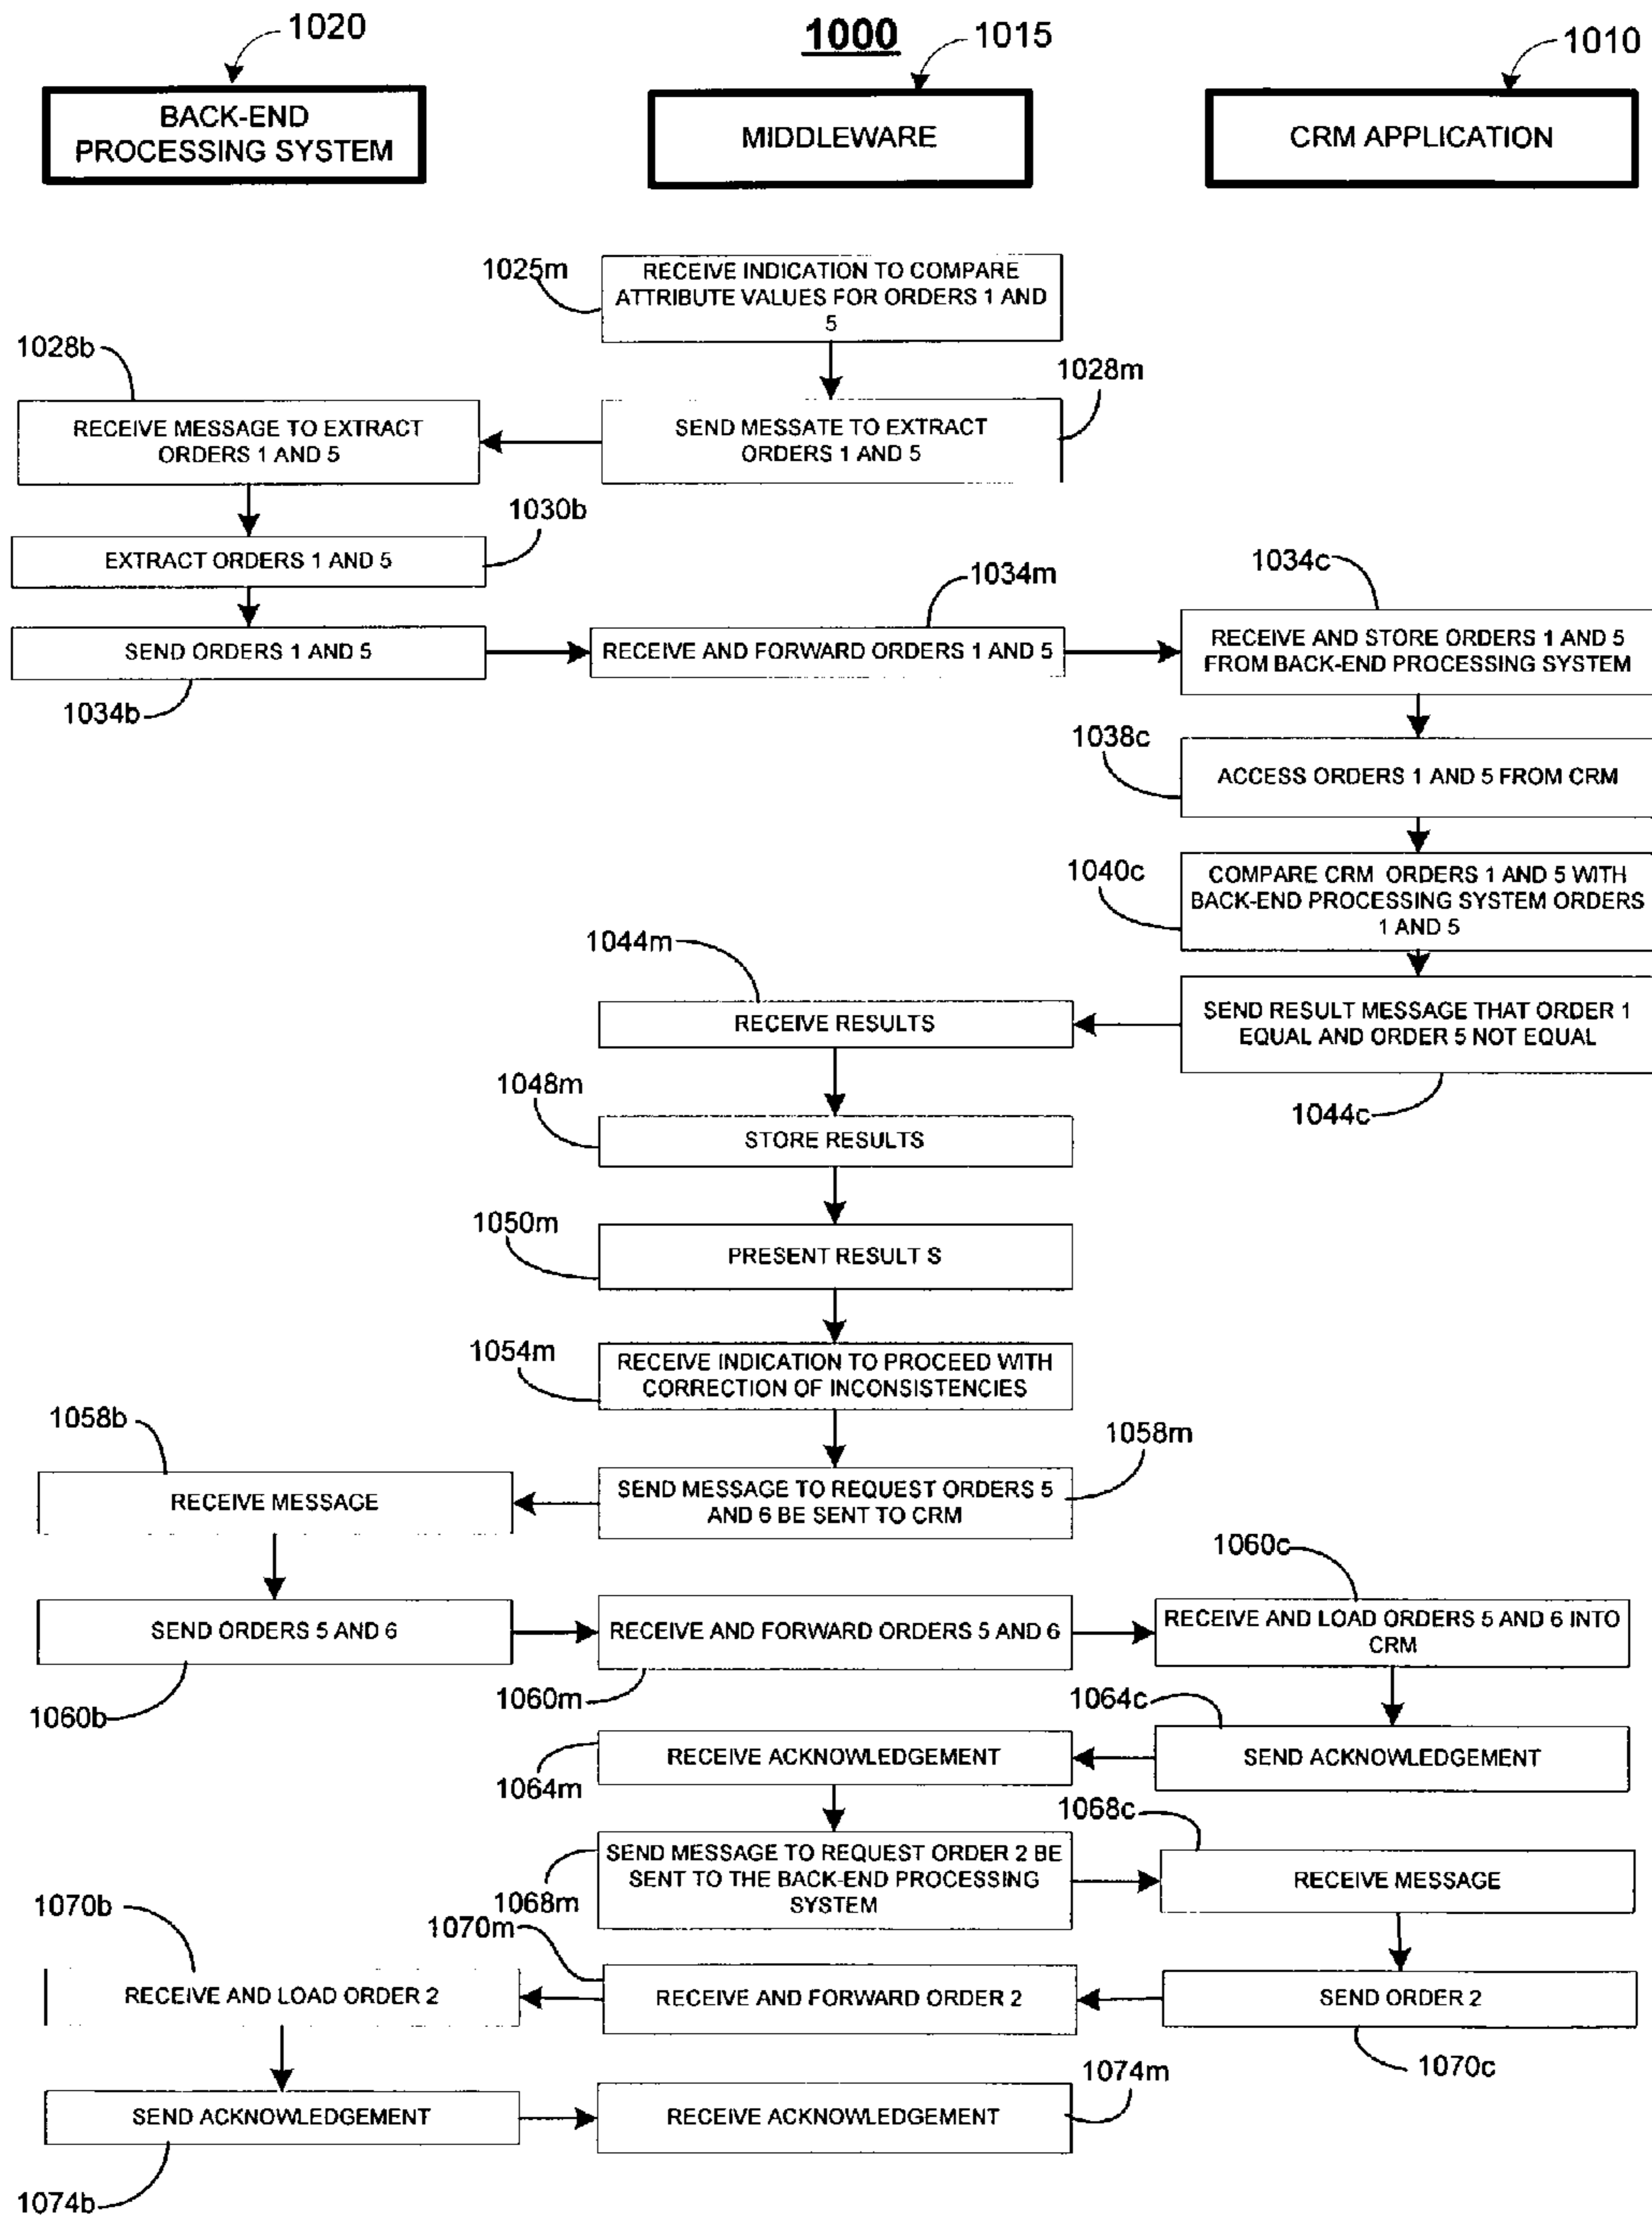 1020
1000
1015
1010
BACK-END
PROCESSING SYSTEM
MIDDLEWARE
CRM APPLICATION
1025m
RECEIVE INDICATION TO COMPARE
ATTRIBUTE VALUES FOR ORDERS 1 AND
5
1028b
1028m
RECEIVE MESSAGE TO EXTRACT
ORDERS 1 AND 5
SEND MESSATE TO EXTRACT
ORDERS 1 AND 5
1030b
EXTRACT ORDERS 1 AND 5
1034m
1034c
SEND ORDERS 1 AND 5
RECEIVE AND FORWARD ORDERS 1 AND 5
RECEIVE AND STORE ORDERS 1 AND 5
FROM BACK-END PROCESSING SYSTEM
1034b
1038c
ACCESS ORDERS 1 AND 5 FROM CRM
1040c
COMPARE CRM ORDERS 1 AND 5 WITH
BACK-END PROCESSING SYSTEM ORDERS
1 AND 5
1044m
RECEIVE RESULTS
SEND RESULT MESSAGE THAT ORDER 1
EQUAL AND ORDER 5 NOT EQUAL
1044c
1048m
STORE RESULTS
1050m
PRESENT RESULT S
1054m
RECEIVE INDICATION TO PROCEED WITH
CORRECTION OF INCONSISTENCIES
1058b
1058m
RECEIVE MESSAGE
SEND MESSAGE TO REQUEST ORDERS 5
AND 6 BE SENT TO CRM
1060c
SEND ORDERS 5 AND 6
RECEIVE AND FORWARD ORDERS 5 AND 6
RECEIVE AND LOAD ORDERS 5 AND 6 INTO
CRM
1060b
1060m
1064c
RECEIVE ACKNOWLEDGEMENT
SEND ACKNOWLEDGEMENT
1064m
1068c
SEND MESSAGE TO REQUEST ORDER 2 BE
SENT TO THE BACK-END PROCESSING
SYSTEM
RECEIVE MESSAGE
1068m
1070b
1070m
RECEIVE AND LOAD ORDER 2
RECEIVE AND FORWARD ORDER 2
SEND ORDER 2
1070c
1074m
SEND ACKNOWLEDGEMENT
RECEIVE ACKNOWLEDGEMENT
1074b